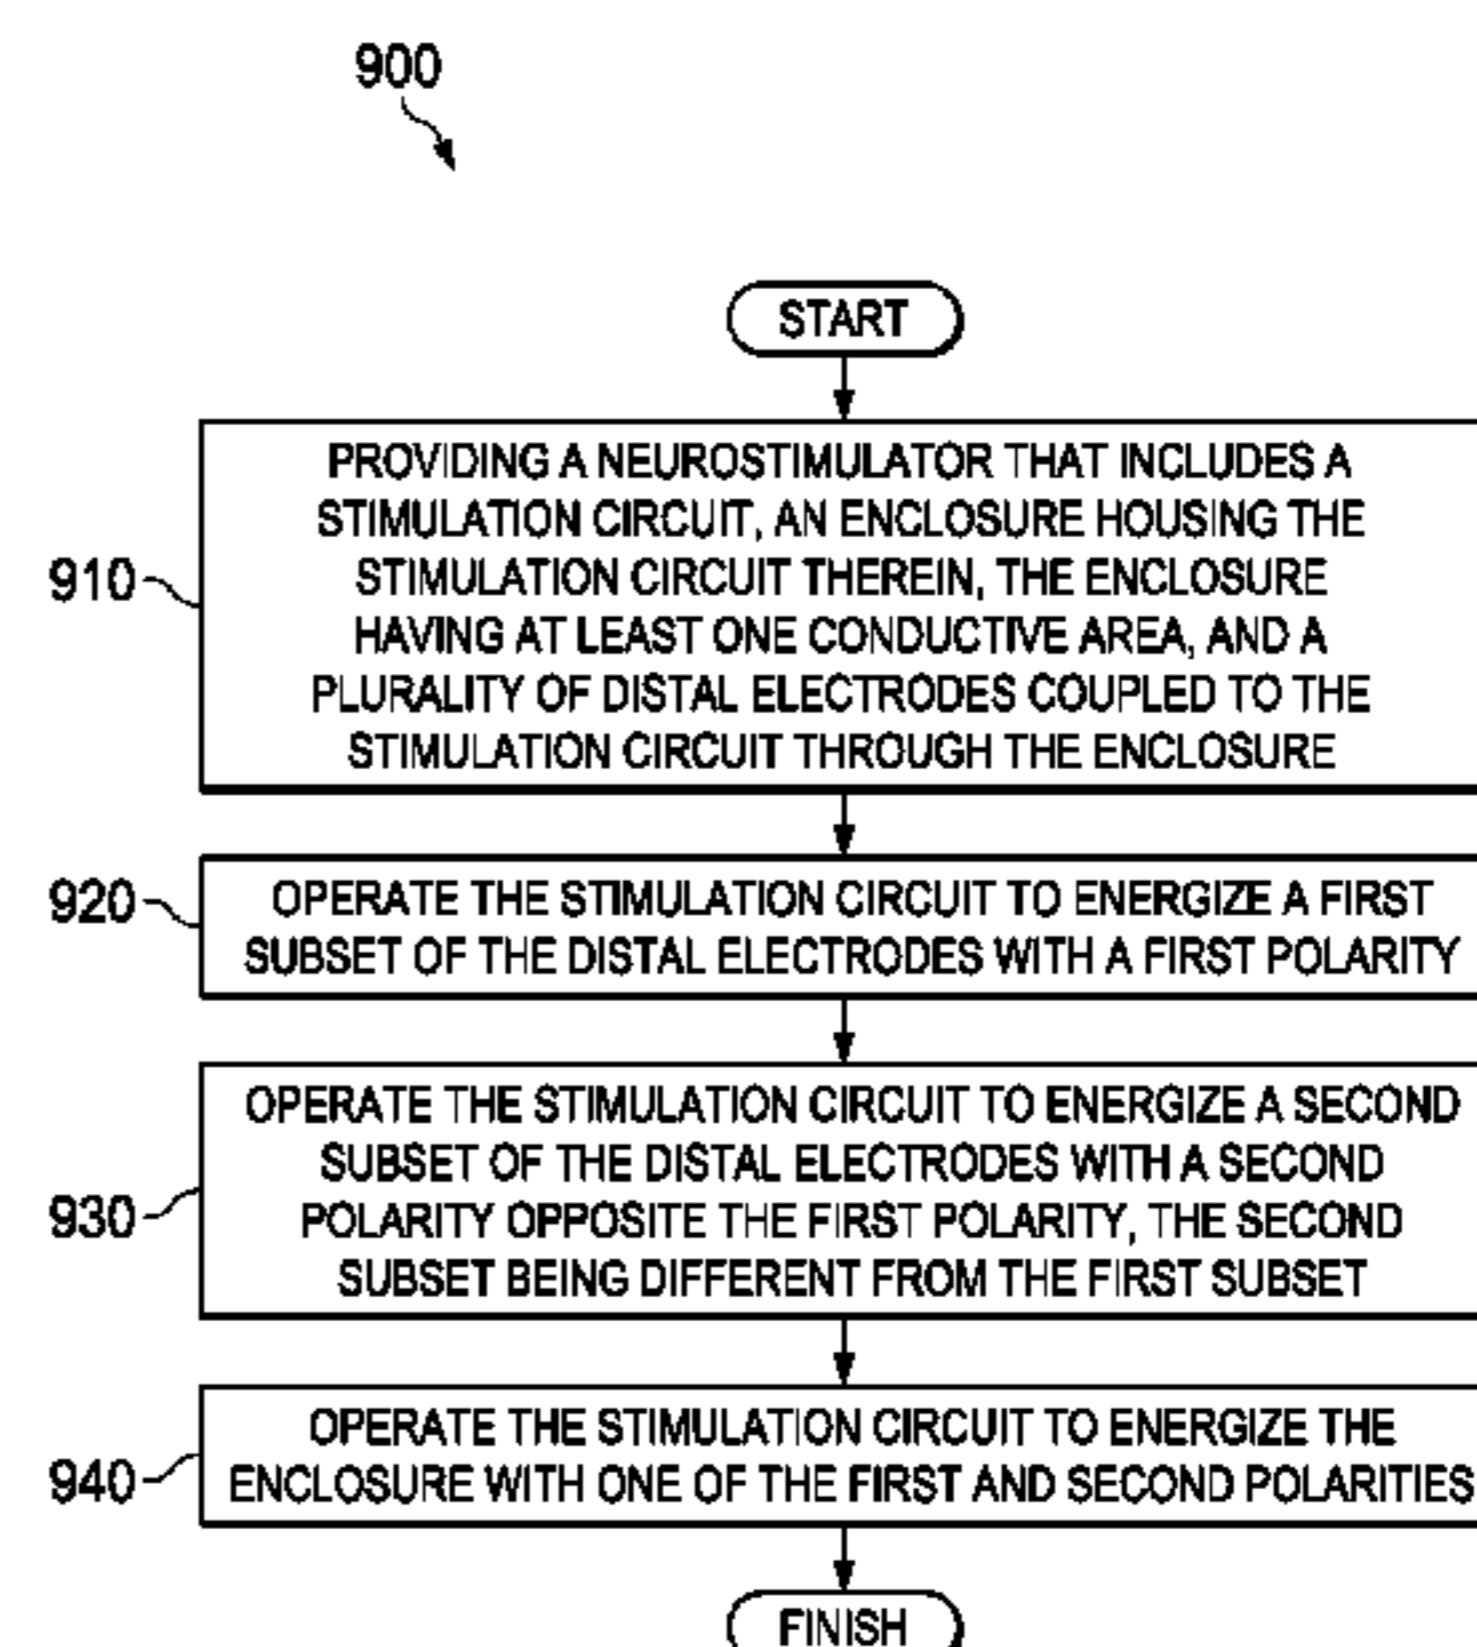 900
START
910
PROVIDING A NEUROSTIMULATOR THAT INCLUDES A
STIMULATION CIRCUIT, AN ENCLOSURE HOUSING THE
STIMULATION CIRCUIT THEREIN, THE ENCLOSURE
HAVING AT LEAST ONE CONDUCTIVE AREA, AND A
PLURALITY OF DISTAL ELECTRODES COUPLED TO THE
STIMULATION CIRCUIT THROUGH THE ENCLOSURE
920
OPERATE THE STIMULATION CIRCUIT TO ENERGIZE A FIRST
SUBSET OF THE DISTAL ELECTRODES WITH A FIRST POLARITY
930
OPERATE THE STIMULATION CIRCUIT TO ENERGIZE A SECOND
SUBSET OF THE DISTAL ELECTRODES WITH A SECOND
POLARITY OPPOSITE THE FIRST POLARITY, THE SECOND
SUBSET BEING DIFFERENT FROM THE FIRST SUBSET
940
OPERATE THE STIMULATION CIRCUIT TO ENERGIZE THE
ENCLOSURE WITH ONE OF THE FIRST AND SECOND POLARITIES
FINISH